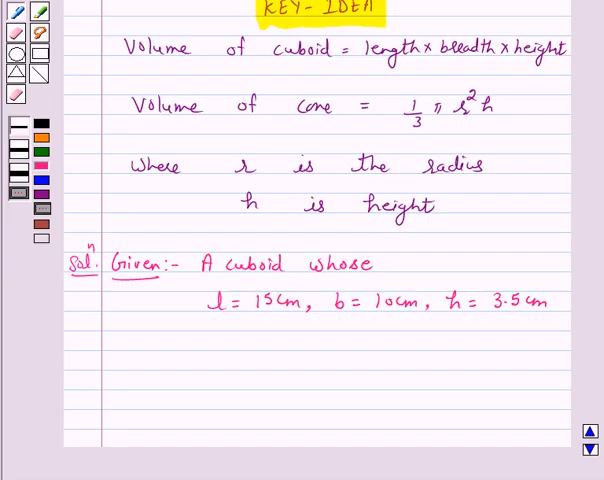 KEY-IDEA
Volume of cuboid = length × breadth × height
Volume of cone = 1/3 π r² h
where r is the radius
h is height
Solⁿ. Given:- A cuboid whose
l = 15cm, b = 10cm, h = 3.5cm